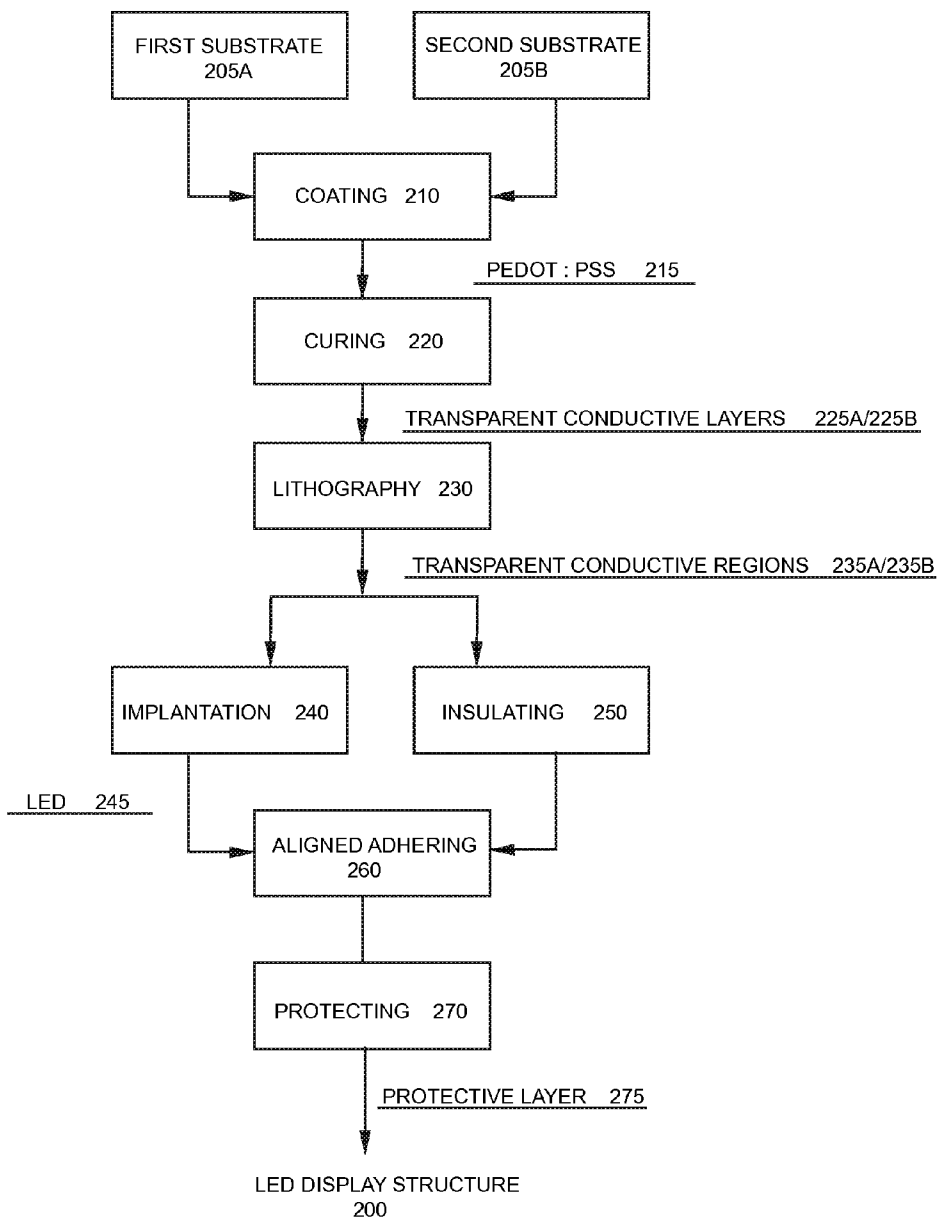 FIRST SUBSTRATE
205A
SECOND SUBSTRATE
205B
COATING 210
PEDOT : PSS 215
CURING 220
TRANSPARENT CONDUCTIVE LAYERS 225A/225B
LITHOGRAPHY 230
TRANSPARENT CONDUCTIVE REGIONS 235A/235B
IMPLANTATION 240
INSULATING 250
LED 245
ALIGNED ADHERING
260
PROTECTING 270
PROTECTIVE LAYER 275
LED DISPLAY STRUCTURE
200